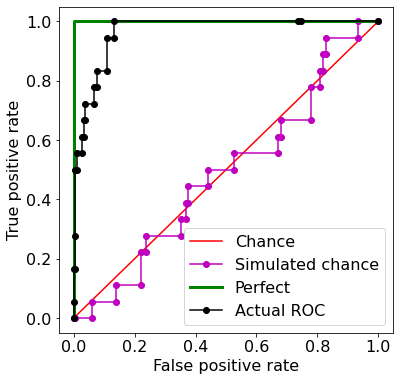 1.0
0.8
0.6
0.4
0.2
0.0
True positive rate
Chance
Simulated chance
Perfect
Actual ROC
0.0 0.2 0.4 0.6 0.8 1.0
False positive rate